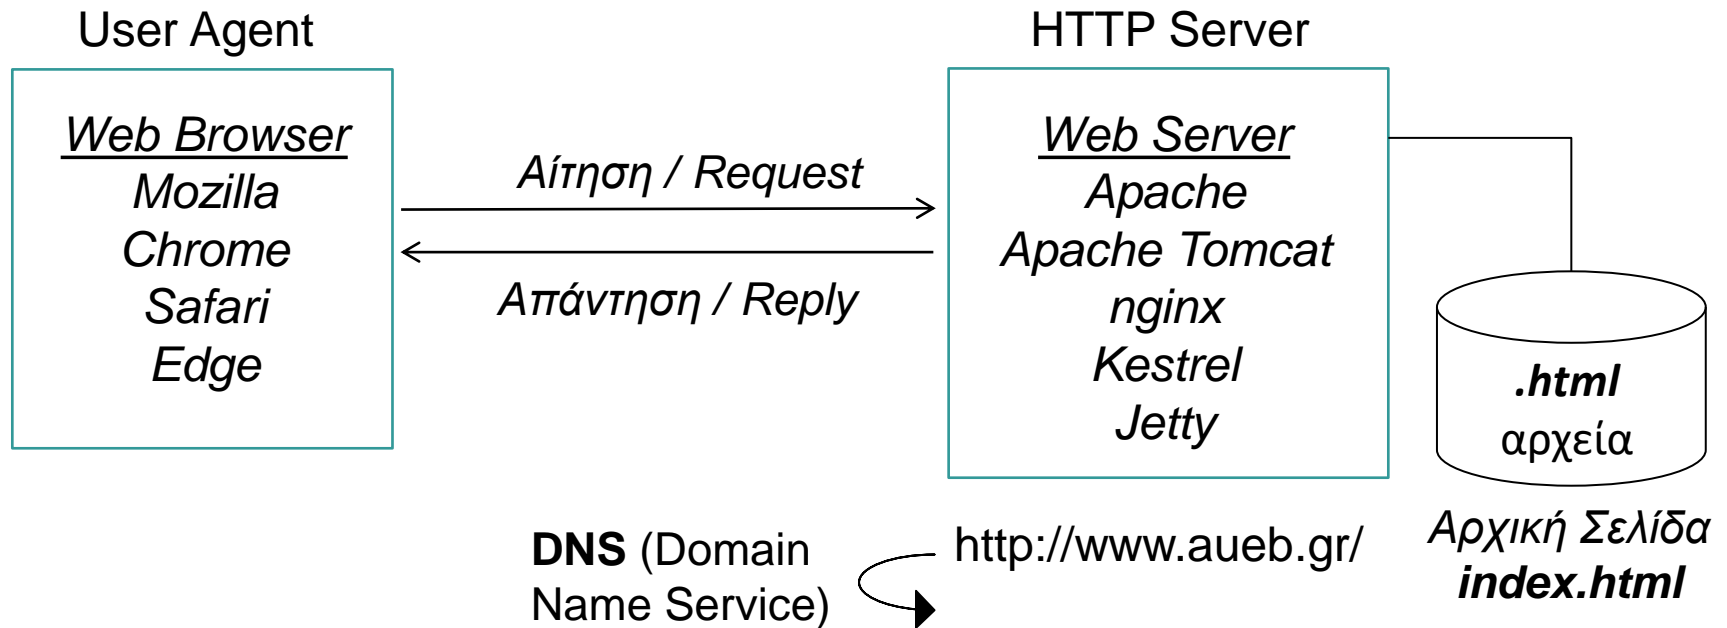 User Agent
Web Browser
Mozilla
Chrome
Safari
Edge
Αίτηση / Request
Απάντηση / Reply
HTTP Server
Web Server
Apache
Apache Tomcat
nginx
Kestrel
Jetty
.html
αρχεία
Αρχική Σελίδα
index.html
DNS (Domain
Name Service)
http://www.aueb.gr/